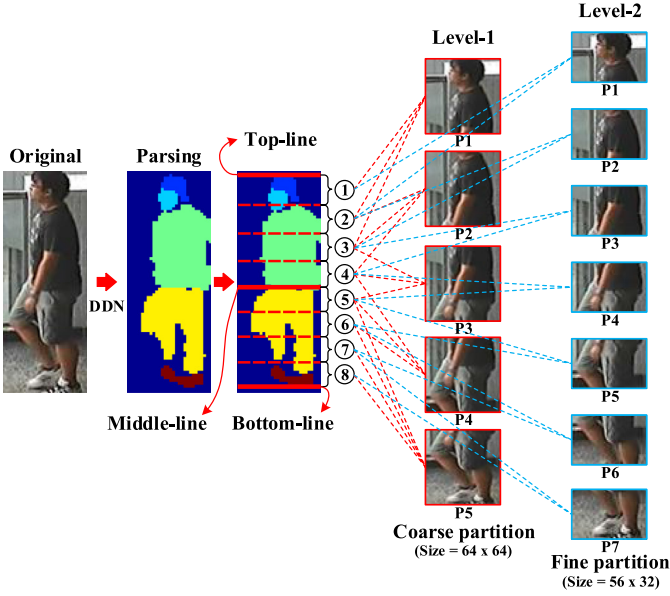 Level-1
Level-2
P1
P2
P3
P4
P5
Coarse partition
(Size = 64 x 64)
P1
P2
P3
P4
P5
P6
P7
Fine partition
(Size = 56 x 32)
Original
Parsing
Top-line
DDN
1
2
3
4
5
6
7
8
Middle-line
Bottom-line